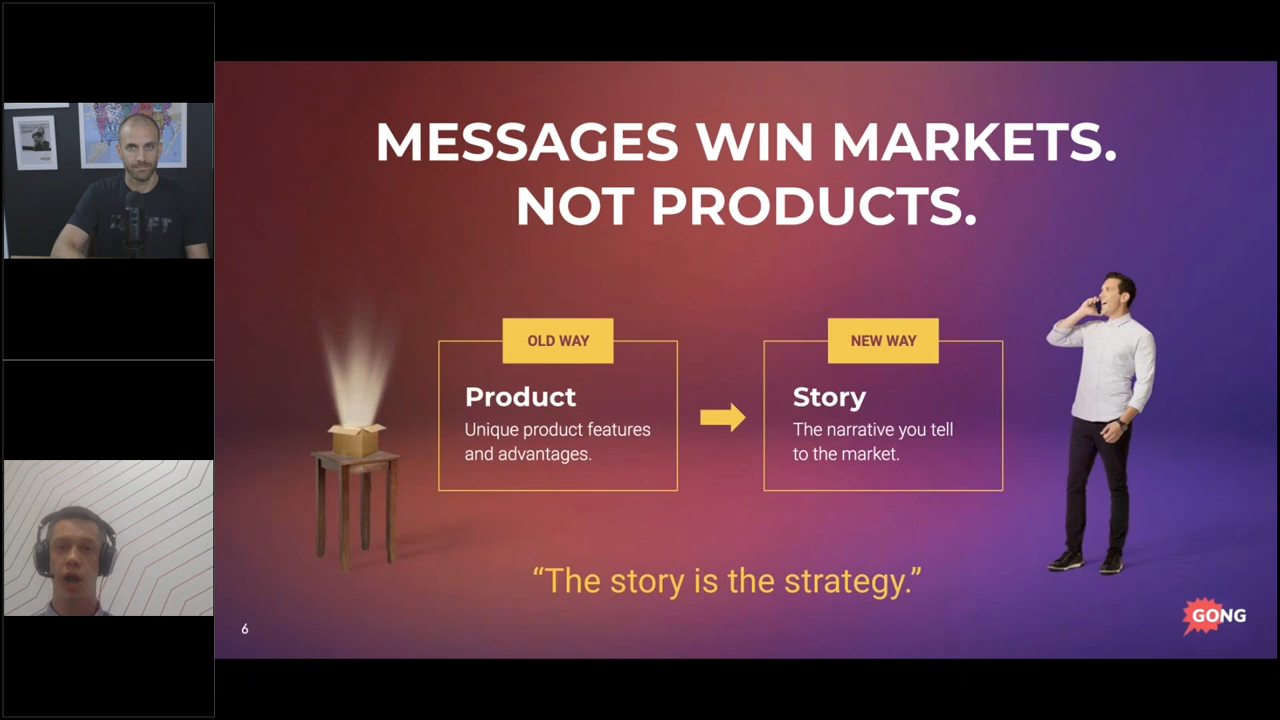 MESSAGES WIN MARKETS.
NOT PRODUCTS.
OLD WAY
Product
Unique product features
and advantages.
NEW WAY
Story
The narrative you tell
to the market.
“The story is the strategy.”
6
GONG